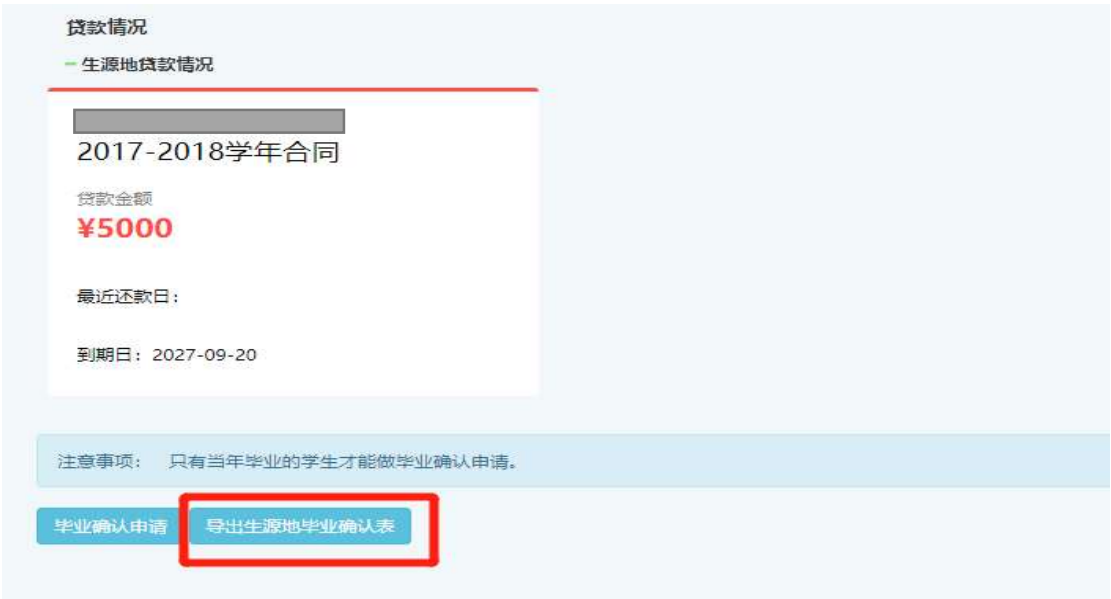 贷款情况
生源地贷款情况
2017-2018学年合同
贷款金额
¥5000
最近还款日：
到期日：2027-09-20
注意事项： 只有当年毕业的学生才能做毕业确认申请。
毕业确认申请 导出生源地毕业确认表